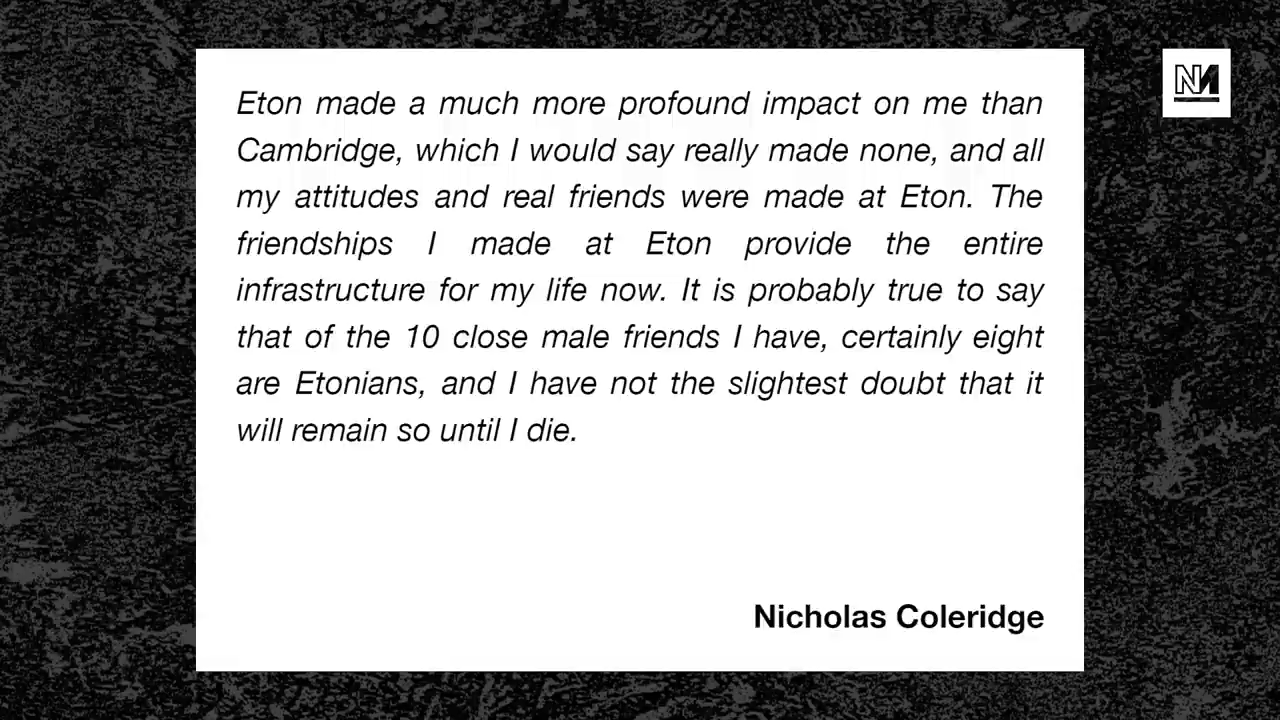 Eton made a much more profound impact on me than
Cambridge, which I would say really made none, and all
my attitudes and real friends were made at Eton. The
friendships I made at Eton provide the entire
infrastructure for my life now. It is probably true to say
that of the 10 close male friends I have, certainly eight
are Etonians, and I have not the slightest doubt that it
will remain so until I die.
Nicholas Coleridge
NM